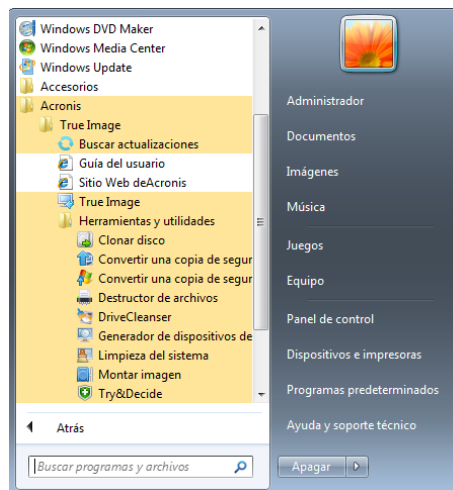 Windows DVD Maker
Windows Media Center
Windows Update
Accesorios
Acronis
True Image
Buscar actualizaciones
Guía del usuario
Sitio Web deAcronis
True Image
Herramientas y utilidades
Clonar disco
Convertir una copia de segur
Convertir una copia de segur
Destructor de archivos
DriveCleanser
Generador de dispositivos de
Limpieza del sistema
Montar imagen
Try&Decide
Atrás
Buscar programas y archivos
Administrador
Documentos
Imágenes
Música
Juegos
Equipo
Panel de control
Dispositivos e impresoras
Programas predeterminados
Ayuda y soporte técnico
Apagar